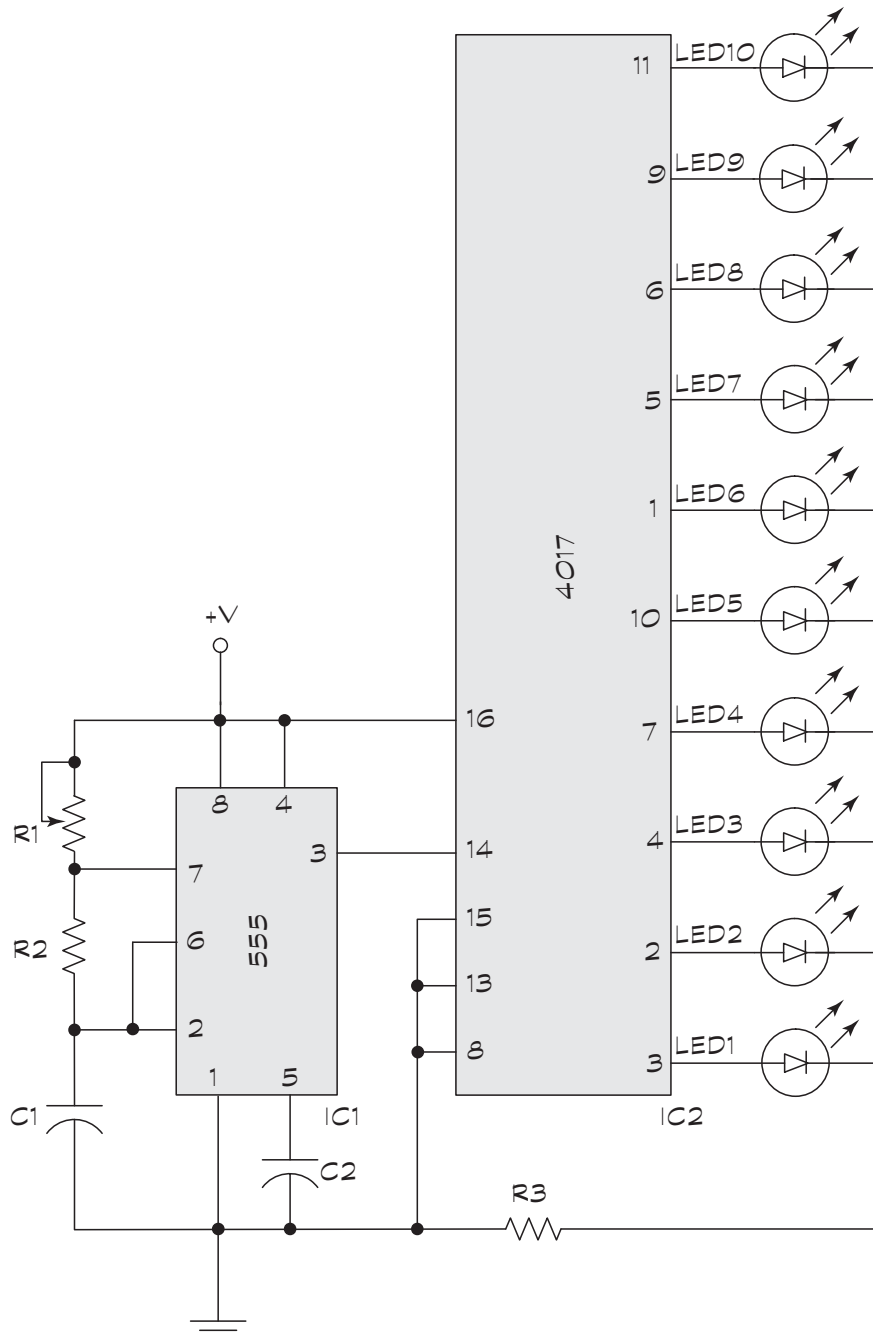 11 LED10
9 LED9
6 LED8
5 LED7
1 LED6
4017
10 LED5
+V
16
7 LED4
8 4
R1
3
14
4 LED3
7
15
R2
6
555
2 LED2
13
2
8
3 LED1
1 5
C1
IC1
IC2
C2
R3